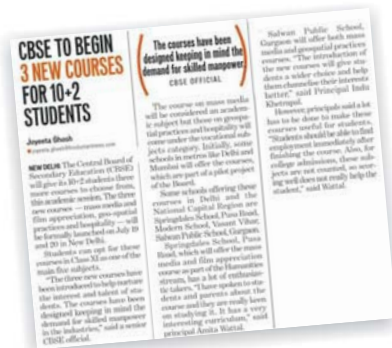 CBSE TO BEGIN
3 NEW COURSES
FOR 10+2
STUDENTS
Joyeeta Ghosh
NEW DELHI: The Central Board of
Secondary Education (CBSE)
will give its 10+2 students three
more courses to choose from,
this academic session. The three
new courses — mass media and
film appreciation, geo-spatial
practices and hospitality — will
be formally launched on July 19
and 20 in New Delhi.
Students can opt for these
courses in Class XI as one of the
main five subjects.
"The three new courses have
been introduced to help nurture
the interest and talent of stu-
dents. The courses have been
designed keeping in mind the
demand for skilled manpower
in the industries," said a senior
CBSE official.
The courses have been
designed keeping in mind the
demand for skilled manpower
CBSE OFFICIAL
The course on mass media
will be considered an academ-
ic subject but those on geospa-
tial practices and hospitality will
come under the vocational sub-
jects category. Initially, some
schools in metros like Delhi and
Mumbai will offer the courses,
which are part of a pilot project
of the Board.
Some schools offering these
courses in Delhi and the
National Capital Region are
Springdales School, Pusa Road,
Modern School, Vasant Vihar,
Salwan Public School, Gurgaon.
Springdales School, Pusa
Road, which will offer the mass
media and film appreciation
course as part of the Humanities
stream, has a lot of enthusias-
tic takers. "I have spoken to stu-
dents and parents about the
course and they are really keen
on studying it. It has a very
interesting curriculum," said
principal Amita Wattal.
Salwan Public School,
Gurgaon will offer both mass
media and geospatial courses.
"The introduction of
the new courses will give stu-
dents a wider choice and help
them channelise their interests
better," said Principal Indu
Khetrapal.
However, principals said a lot
has to be done to make these
courses useful for students.
"Students should be able to find
employment immediately after
finishing the course. Also, for
college admissions, these sub-
jects are not counted, so scor-
ing well does not really help the
student," said Wattal.